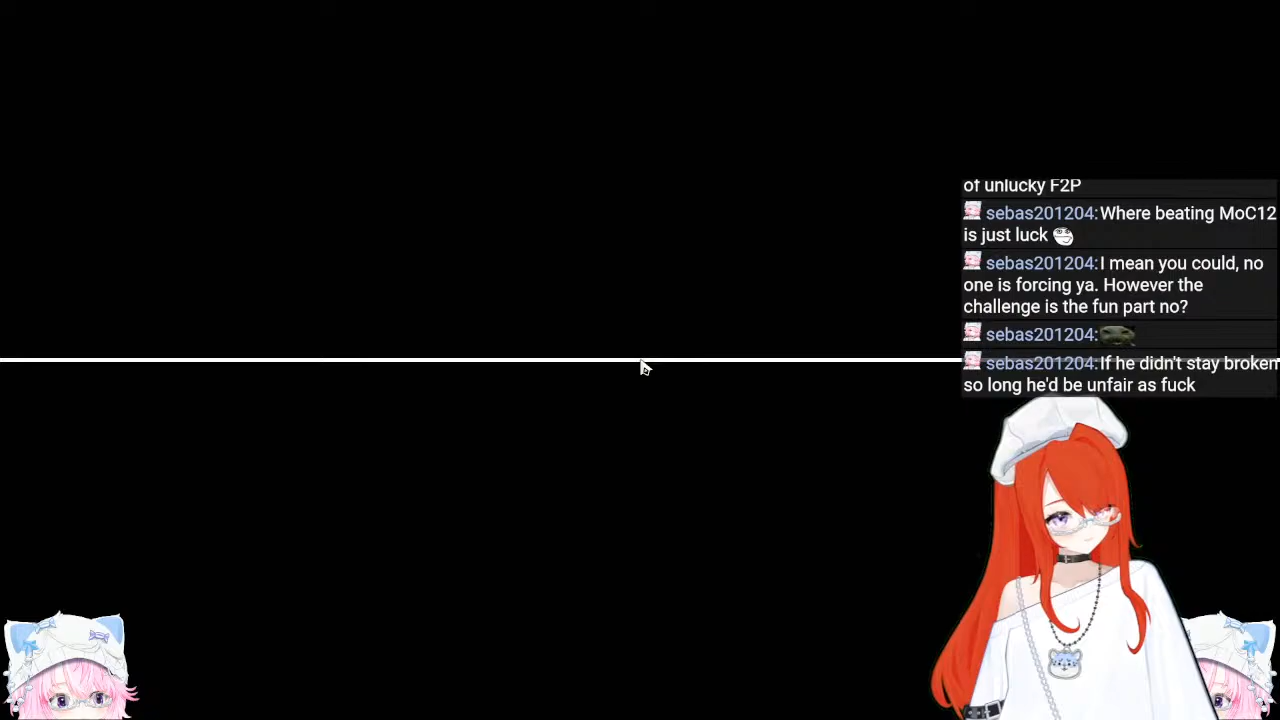 of unlucky F2P
sebas201204:Where beating MoC12
is just luck
sebas201204:I mean you could, no
one is forcing ya. However the
challenge is the fun part no?
sebas201204:
sebas201204:If he didn't stay broken
so long he'd be unfair as fuck